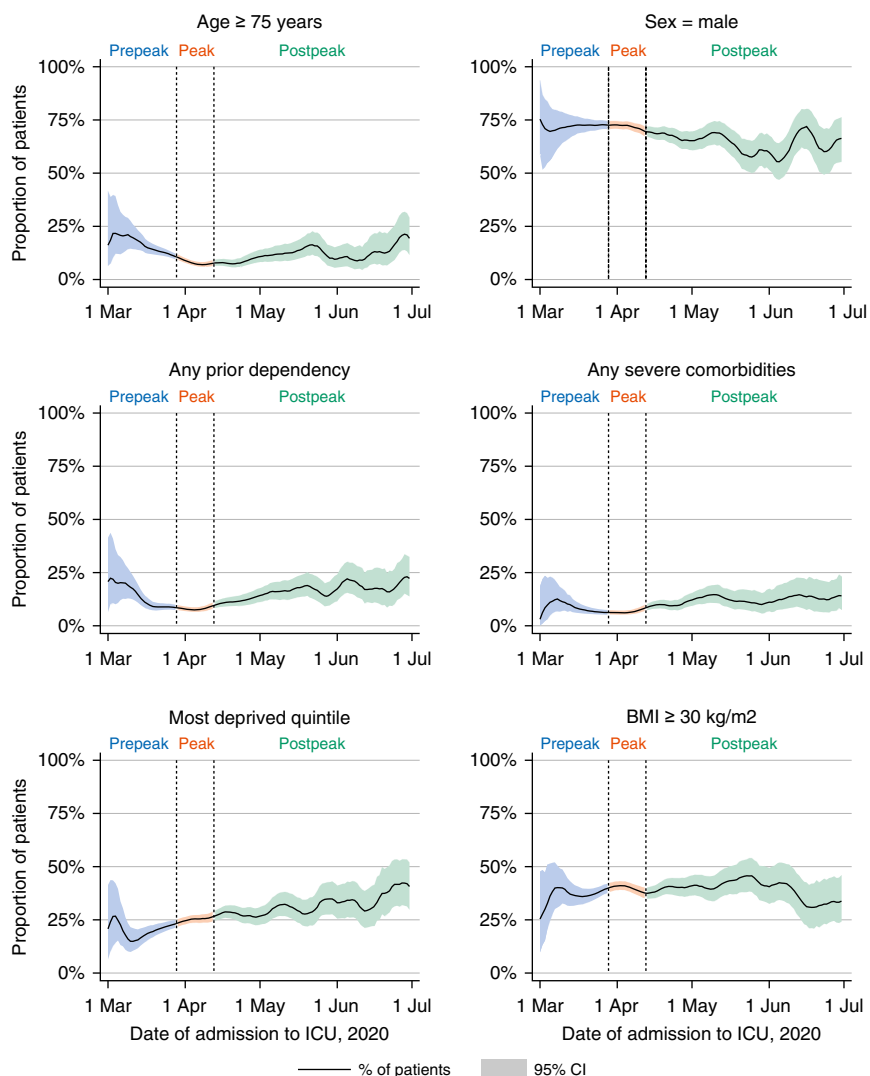 Age ≥ 75 years
Prepeak Peak Postpeak
100%
75%
50%
25%
0%
Proportion of patients
1 Mar 1 Apr 1 May 1 Jun 1 Jul
Sex = male
Prepeak Peak Postpeak
100%
75%
50%
25%
0%
1 Mar 1 Apr 1 May 1 Jun 1 Jul
Any prior dependency
Prepeak Peak Postpeak
100%
75%
50%
25%
0%
Proportion of patients
1 Mar 1 Apr 1 May 1 Jun 1 Jul
Any severe comorbidities
Prepeak Peak Postpeak
100%
75%
50%
25%
0%
1 Mar 1 Apr 1 May 1 Jun 1 Jul
Most deprived quintile
Prepeak Peak Postpeak
100%
75%
50%
25%
0%
Proportion of patients
1 Mar 1 Apr 1 May 1 Jun 1 Jul
Date of admission to ICU, 2020
BMI ≥ 30 kg/m2
Prepeak Peak Postpeak
100%
75%
50%
25%
0%
1 Mar 1 Apr 1 May 1 Jun 1 Jul
Date of admission to ICU, 2020
% of patients 95% CI